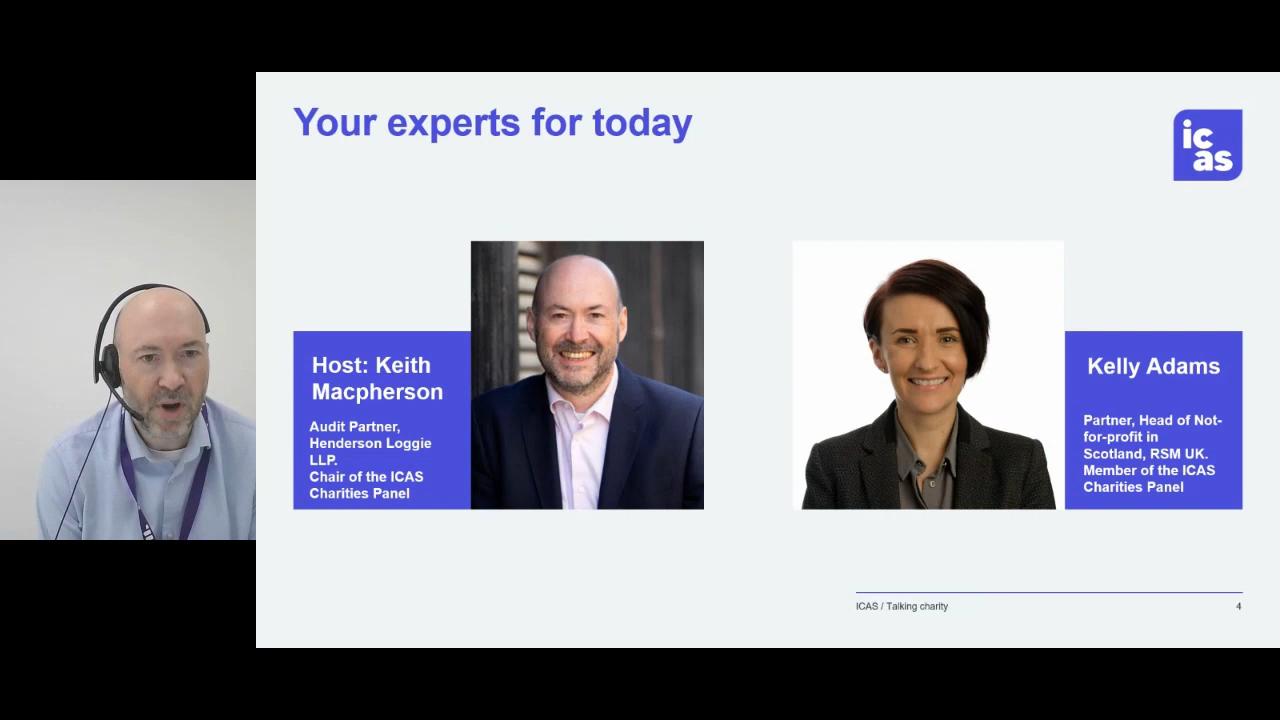 Your experts for today
ic
as
Host: Keith
Macpherson
Audit Partner,
Henderson Loggie
LLP.
Chair of the ICAS
Charities Panel
Kelly Adams
Partner, Head of Not-
for-profit in
Scotland, RSM UK.
Member of the ICAS
Charities Panel
ICAS / Talking charity
4